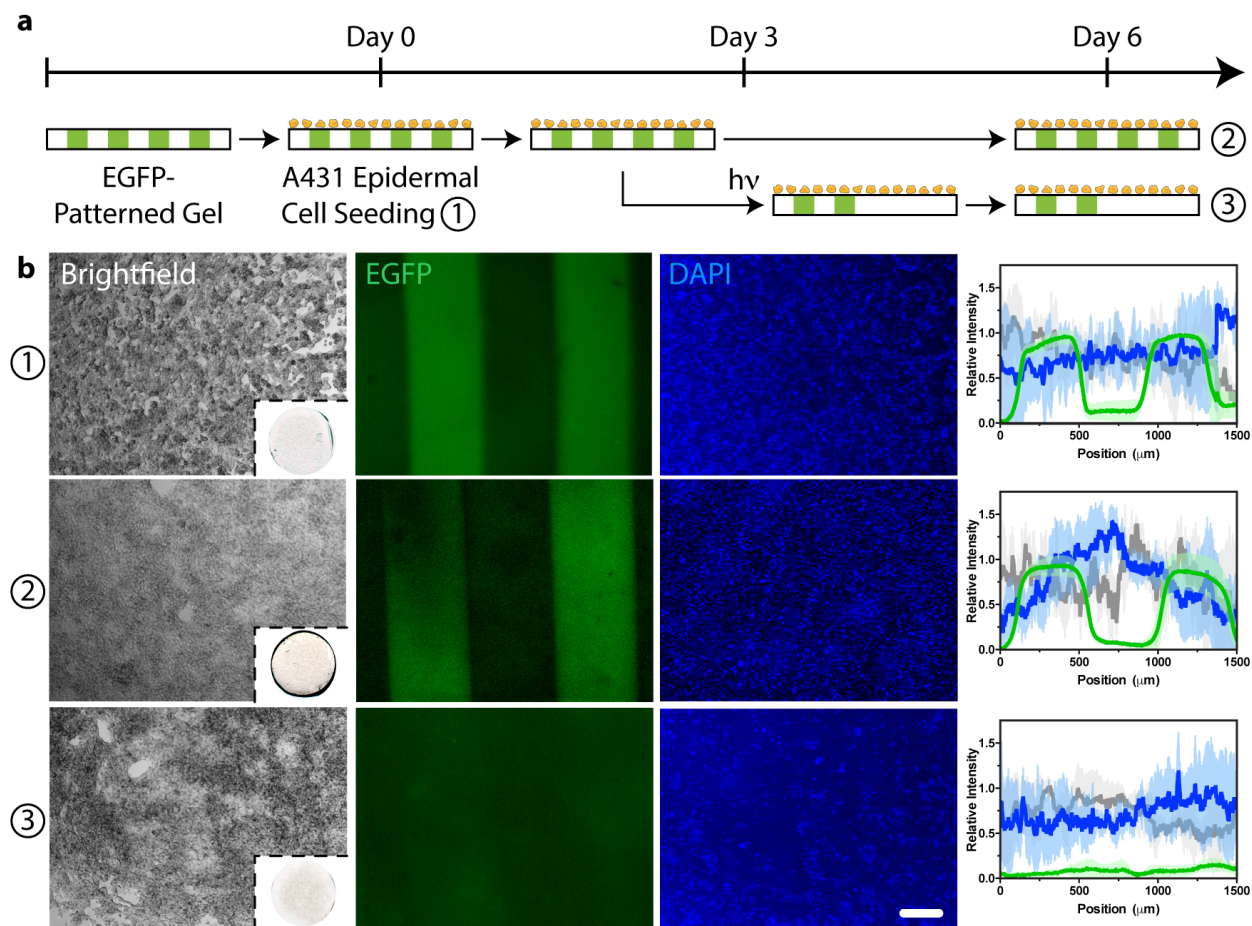 a
Day 0
Day 3
Day 6
EGFP-
Patterned Gel
A431 Epidermal
Cell Seeding 1
hν
2
3
b
Brightfield
EGFP
DAPI
1
Relative Intensity
1.5
1.0
0.5
0.0
0
500
1000
1500
Position (μm)
2
Relative Intensity
1.5
1.0
0.5
0.0
0
500
1000
1500
Position (μm)
3
Relative Intensity
1.5
1.0
0.5
0.0
0
500
1000
1500
Position (μm)